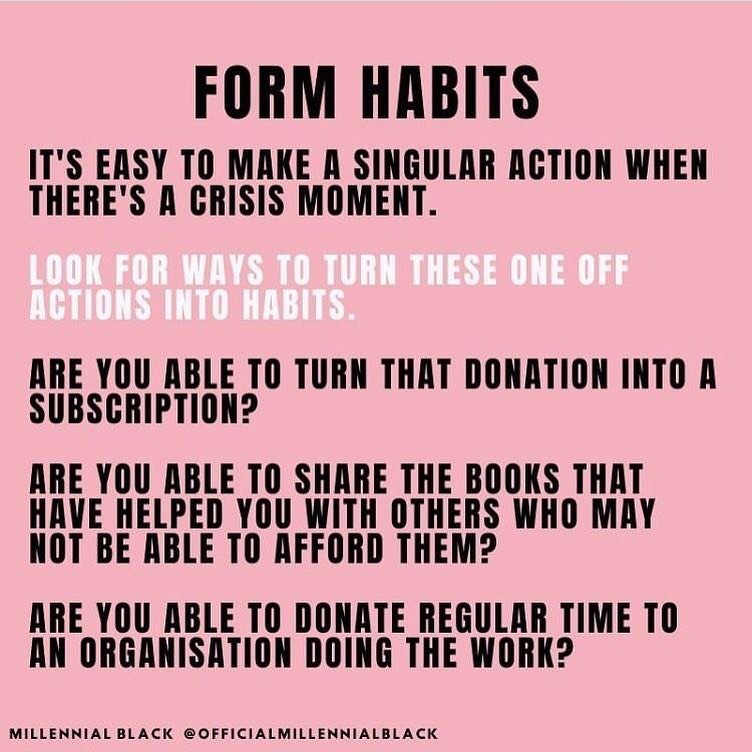 FORM HABITS
IT'S EASY TO MAKE A SINGULAR ACTION WHEN
THERE'S A CRISIS MOMENT.
LOOK FOR WAYS TO TURN THESE ONE OFF
ACTIONS INTO HABITS.
ARE YOU ABLE TO TURN THAT DONATION INTO A
SUBSCRIPTION?
ARE YOU ABLE TO SHARE THE BOOKS THAT
HAVE HELPED YOU WITH OTHERS WHO MAY
NOT BE ABLE TO AFFORD THEM?
ARE YOU ABLE TO DONATE REGULAR TIME TO
AN ORGANISATION DOING THE WORK?
MILLENNIAL BLACK @OFFICIALMILLENNIALBLACK